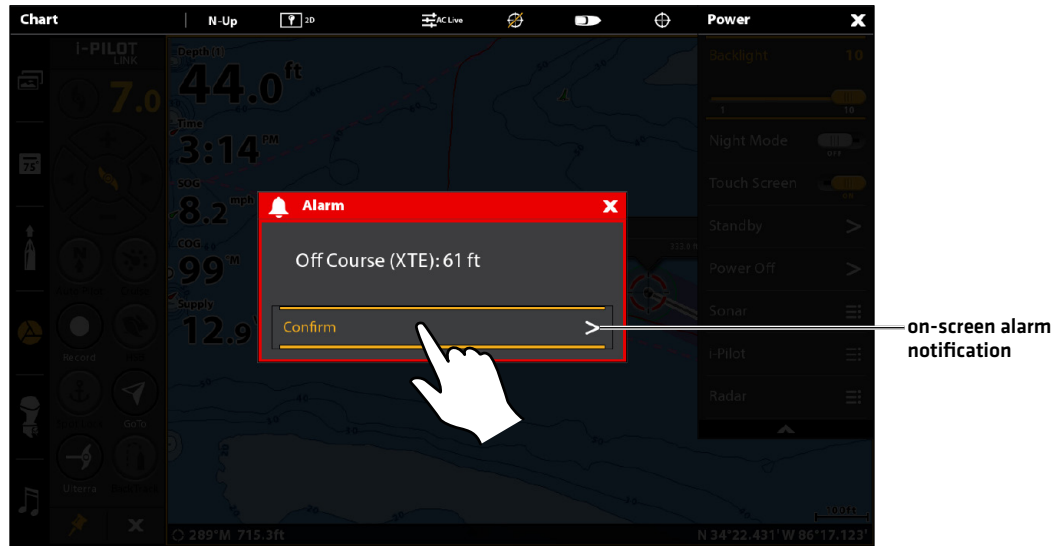 Chart
N-Up
2D
AC Live
Power
X
i-PILOT
LINK
7.0
75°
Depth (1)
44.0 ft
Time
3:14 PM
SOG
8.2 mph
COG
99 °M
Supply
12.9
Record
GoTo
Ulterra
X
Backlight 10
1 10
Night Mode
OFF
Touch Screen
Standby >
Power Off >
Sonar
i-Pilot
Radar
Alarm X
Off Course (XTE): 61 ft
Confirm >
on-screen alarm
notification
100ft
289°M 715.3ft
N 34°22.431' W 86°17.123'